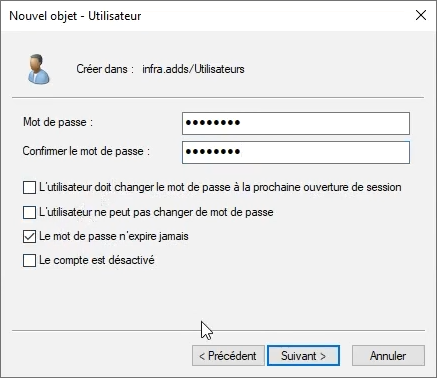 Nouvel objet - Utilisateur
Créer dans : infra.adds/Utilisateurs
Mot de passe : ●●●●●●●●
Confirmer le mot de passe : ●●●●●●●●
L'utilisateur doit changer le mot de passe à la prochaine ouverture de session
L'utilisateur ne peut pas changer de mot de passe
Le mot de passe n'expire jamais
Le compte est désactivé
< Précédent Suivant > Annuler